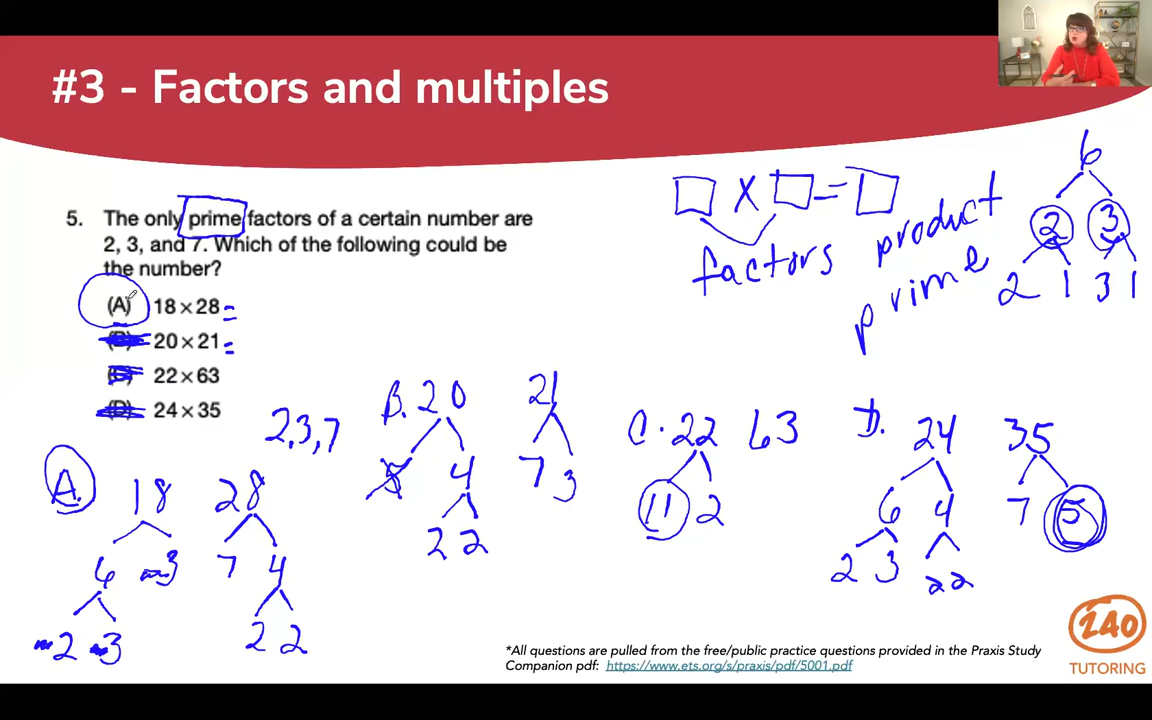 #3 - Factors and multiples
5. The only prime factors of a certain number are
2, 3, and 7. Which of the following could be
the number?
(A) 18 × 28 =
(B) 20 × 21 =
(C) 22 × 63
(D) 24 × 35
□ × □ = □
factors product
prime
6
2 3
2 1 3 1
2,3,7
A. 18 28
6 3 7 4
2 3 2 2
B. 20 21
5 4 7 3
2 2
C. 22 63
11 2
D. 24 35
6 4 7 5
2 3 2 2
*All questions are pulled from the free/public practice questions provided in the Praxis Study
Companion pdf: https://www.ets.org/s/praxis/pdf/5001.pdf
240
TUTORING